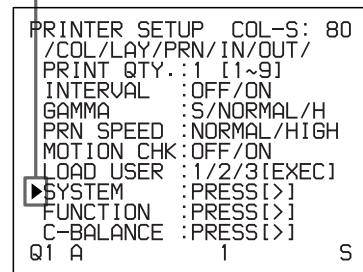 PRINTER SETUP COL-S: 80
/COL/LAY/PRN/IN/OUT/
PRINT QTY.:1 [1~9]
INTERVAL :OFF/ON
GAMMA :S/NORMAL/H
PRN SPEED :NORMAL/HIGH
MOTION CHK:OFF/ON
LOAD USER :1/2/3[EXEC]
▶SYSTEM :PRESS[>]
FUNCTION :PRESS[>]
C-BALANCE :PRESS[>]
Q1 A 1 S